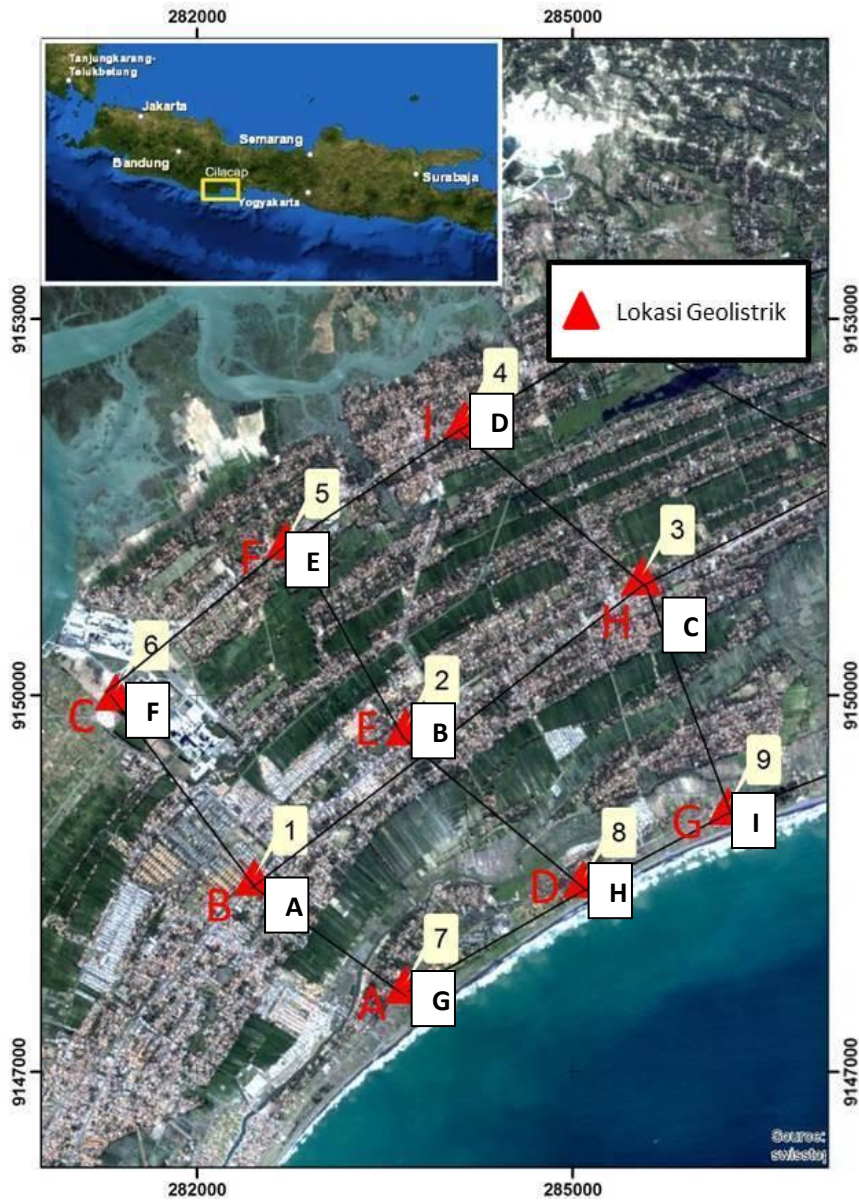 282000
285000
Tanjungkarang-
Telukbetung
Jakarta
Semarang
Bandung
Cilacap
Surabaja
Yogyakarta
9153000
9153000
Lokasi Geolistrik
4
I
D
5
F
E
3
H
C
6
C
F
9150000
9150000
2
E
B
9
G
I
1
B
A
8
D
H
7
A
G
9147000
9147000
Source:
swissto
282000
285000